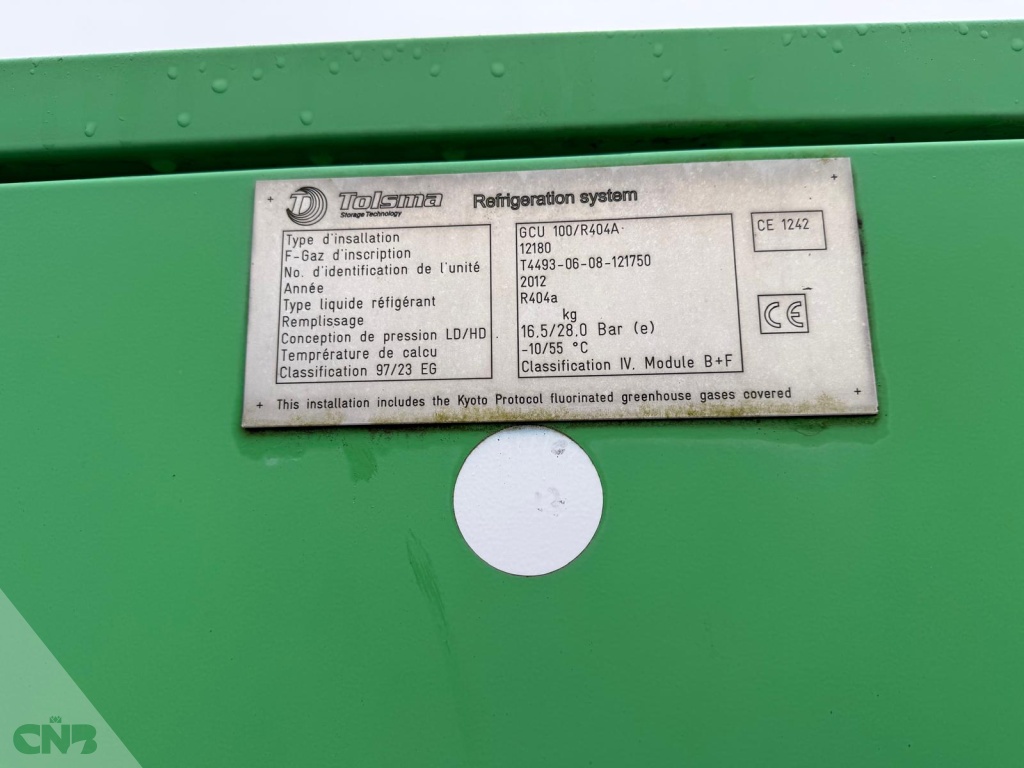 Tolsma Refrigeration system
Storage Technology
Type d'insallation GCU 100/R404A CE 1242
F-Gaz d'inscription 12180
No. d'identification de l'unité T4493-06-08-121750
Année 2012
Type liquide réfigérant R404a
Remplissage kg
Conception de pression LD/HD 16.5/28.0 Bar (e)
Temprérature de calcu -10/55 °C
Classification 97/23 EG Classification IV. Module B+F
CE
This installation includes the Kyoto Protocol fluorinated greenhouse gases covered
CNB